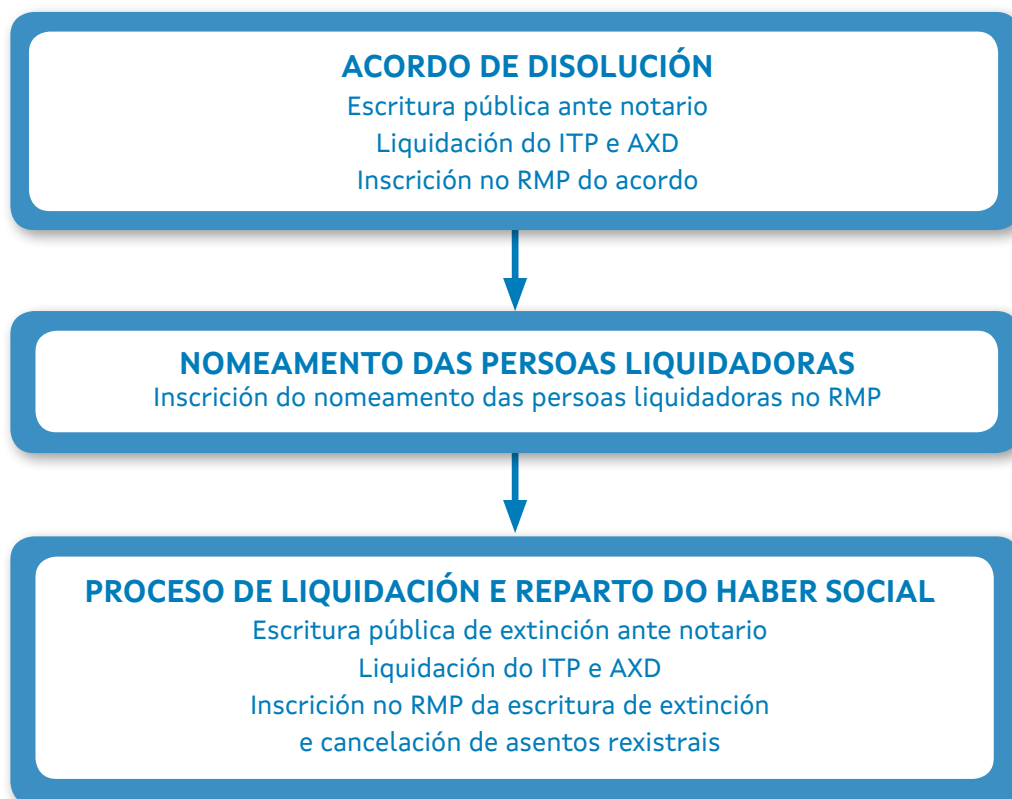 ACORDO DE DISOLUCIÓN
Escritura pública ante notario
Liquidación do ITP e AXD
Inscrición no RMP do acordo
NOMEAMENTO DAS PERSOAS LIQUIDADORAS
Inscrición do nomeamento das persoas liquidadoras no RMP
PROCESO DE LIQUIDACIÓN E REPARTO DO HABER SOCIAL
Escritura pública de extinción ante notario
Liquidación do ITP e AXD
Inscrición no RMP da escritura de extinción
e cancelación de asentos rexistrais